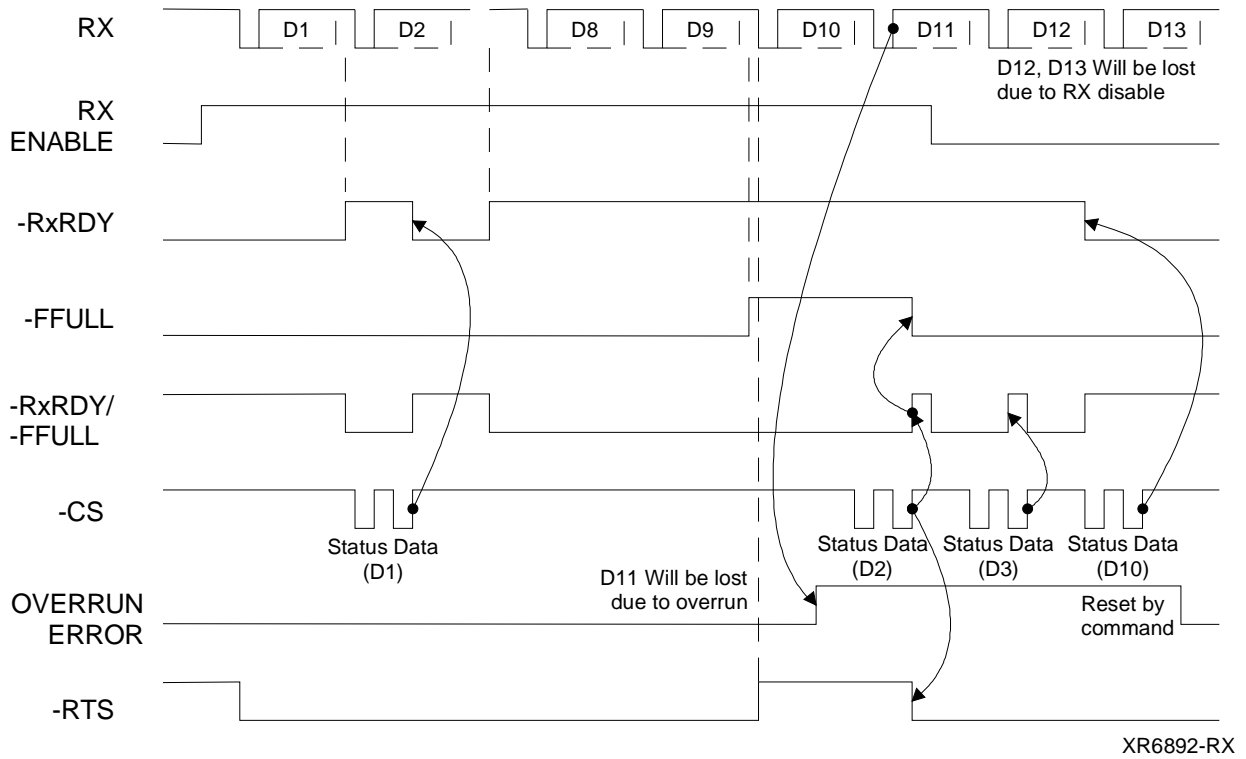 RX
D1
D2
D8
D9
D10
D11
D12
D13
D12, D13 Will be lost
due to RX disable
RX
ENABLE
-RxRDY
-FFULL
-RxRDY/
-FFULL
-CS
Status Data
(D1)
Status Data
(D2)
Status Data
(D3)
Status Data
(D10)
D11 Will be lost
due to overrun
OVERRUN
ERROR
Reset by
command
-RTS
XR6892-RX